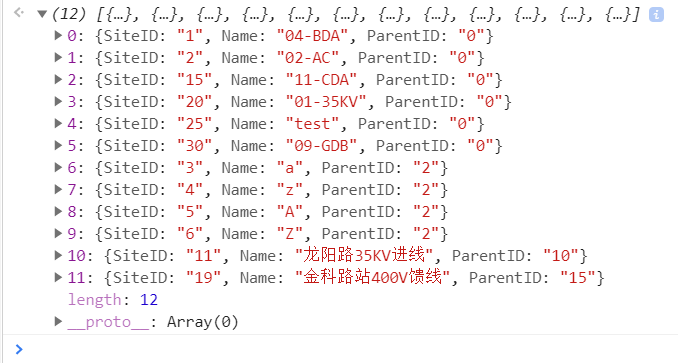 (12) [{…}, {…}, {…}, {…}, {…}, {…}, {…}, {…}, {…}, {…}, {…}, {…}] i
0: {SiteID: "1", Name: "04-BDA", ParentID: "0"}
1: {SiteID: "2", Name: "02-AC", ParentID: "0"}
2: {SiteID: "15", Name: "11-CDA", ParentID: "0"}
3: {SiteID: "20", Name: "01-35KV", ParentID: "0"}
4: {SiteID: "25", Name: "test", ParentID: "0"}
5: {SiteID: "30", Name: "09-GDB", ParentID: "0"}
6: {SiteID: "3", Name: "a", ParentID: "2"}
7: {SiteID: "4", Name: "z", ParentID: "2"}
8: {SiteID: "5", Name: "A", ParentID: "2"}
9: {SiteID: "6", Name: "Z", ParentID: "2"}
10: {SiteID: "11", Name: "龙阳路35KV进线", ParentID: "10"}
11: {SiteID: "19", Name: "金科路站400V馈线", ParentID: "15"}
length: 12
__proto__: Array(0)